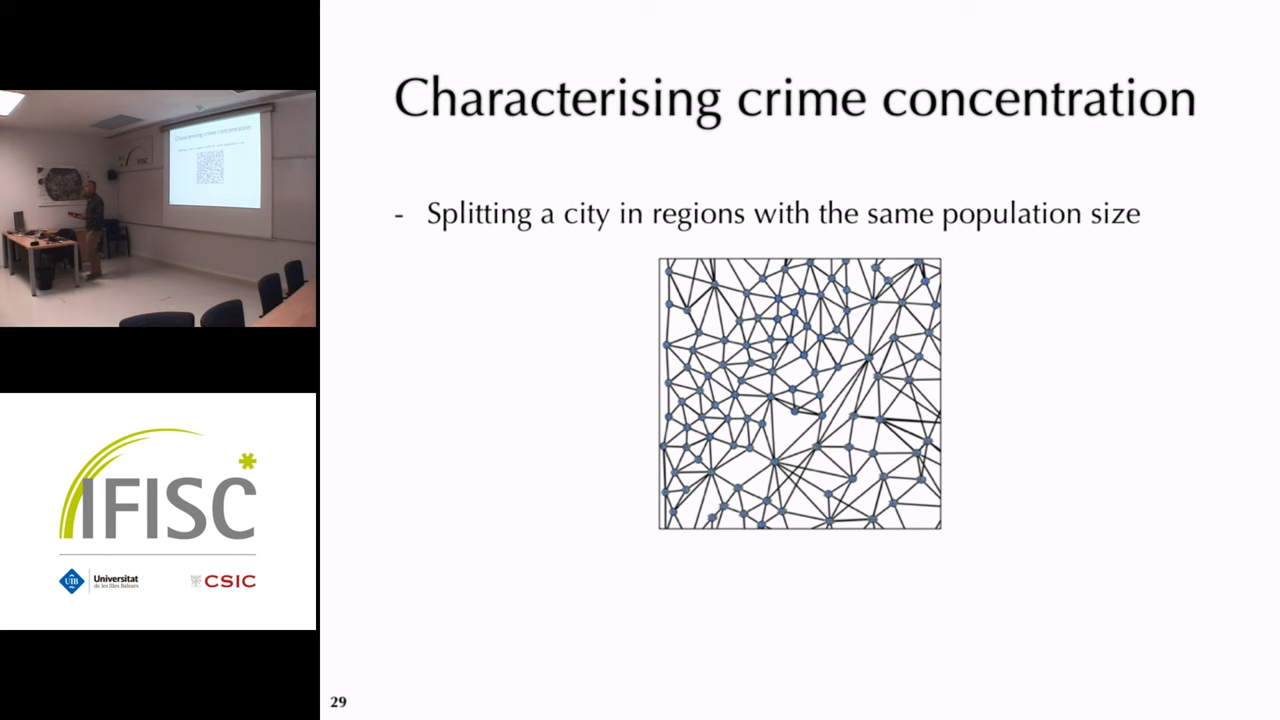 Characterising crime concentration
- Splitting a city in regions with the same population size
IFISC
UIB
Universitat
de les Illes Balears
CSIC
29